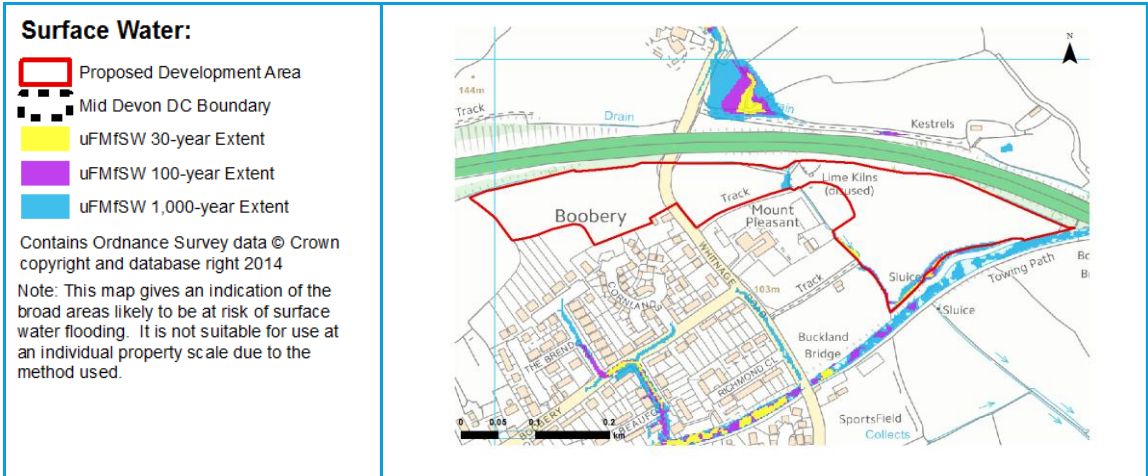 Surface Water:
Proposed Development Area
Mid Devon DC Boundary
uFMfSW 30-year Extent
uFMfSW 100-year Extent
uFMfSW 1,000-year Extent
Contains Ordnance Survey data © Crown
copyright and database right 2014
Note: This map gives an indication of the
broad areas likely to be at risk of surface
water flooding. It is not suitable for use at
an individual property scale due to the
method used.
N
144m
Track
Drain
Kestrels
Lime Kilns
(disused)
Boobery
Track
Mount
Pleasant
WHITNAGE ROAD
Sluice
Towing Path
Track
103m
CORNLANDS
Sluice
Buckland
Bridge
THE BREND
RICHMOND CL
BOOBERY
SportsField
Collects
0 0.05 0.1 0.2
km